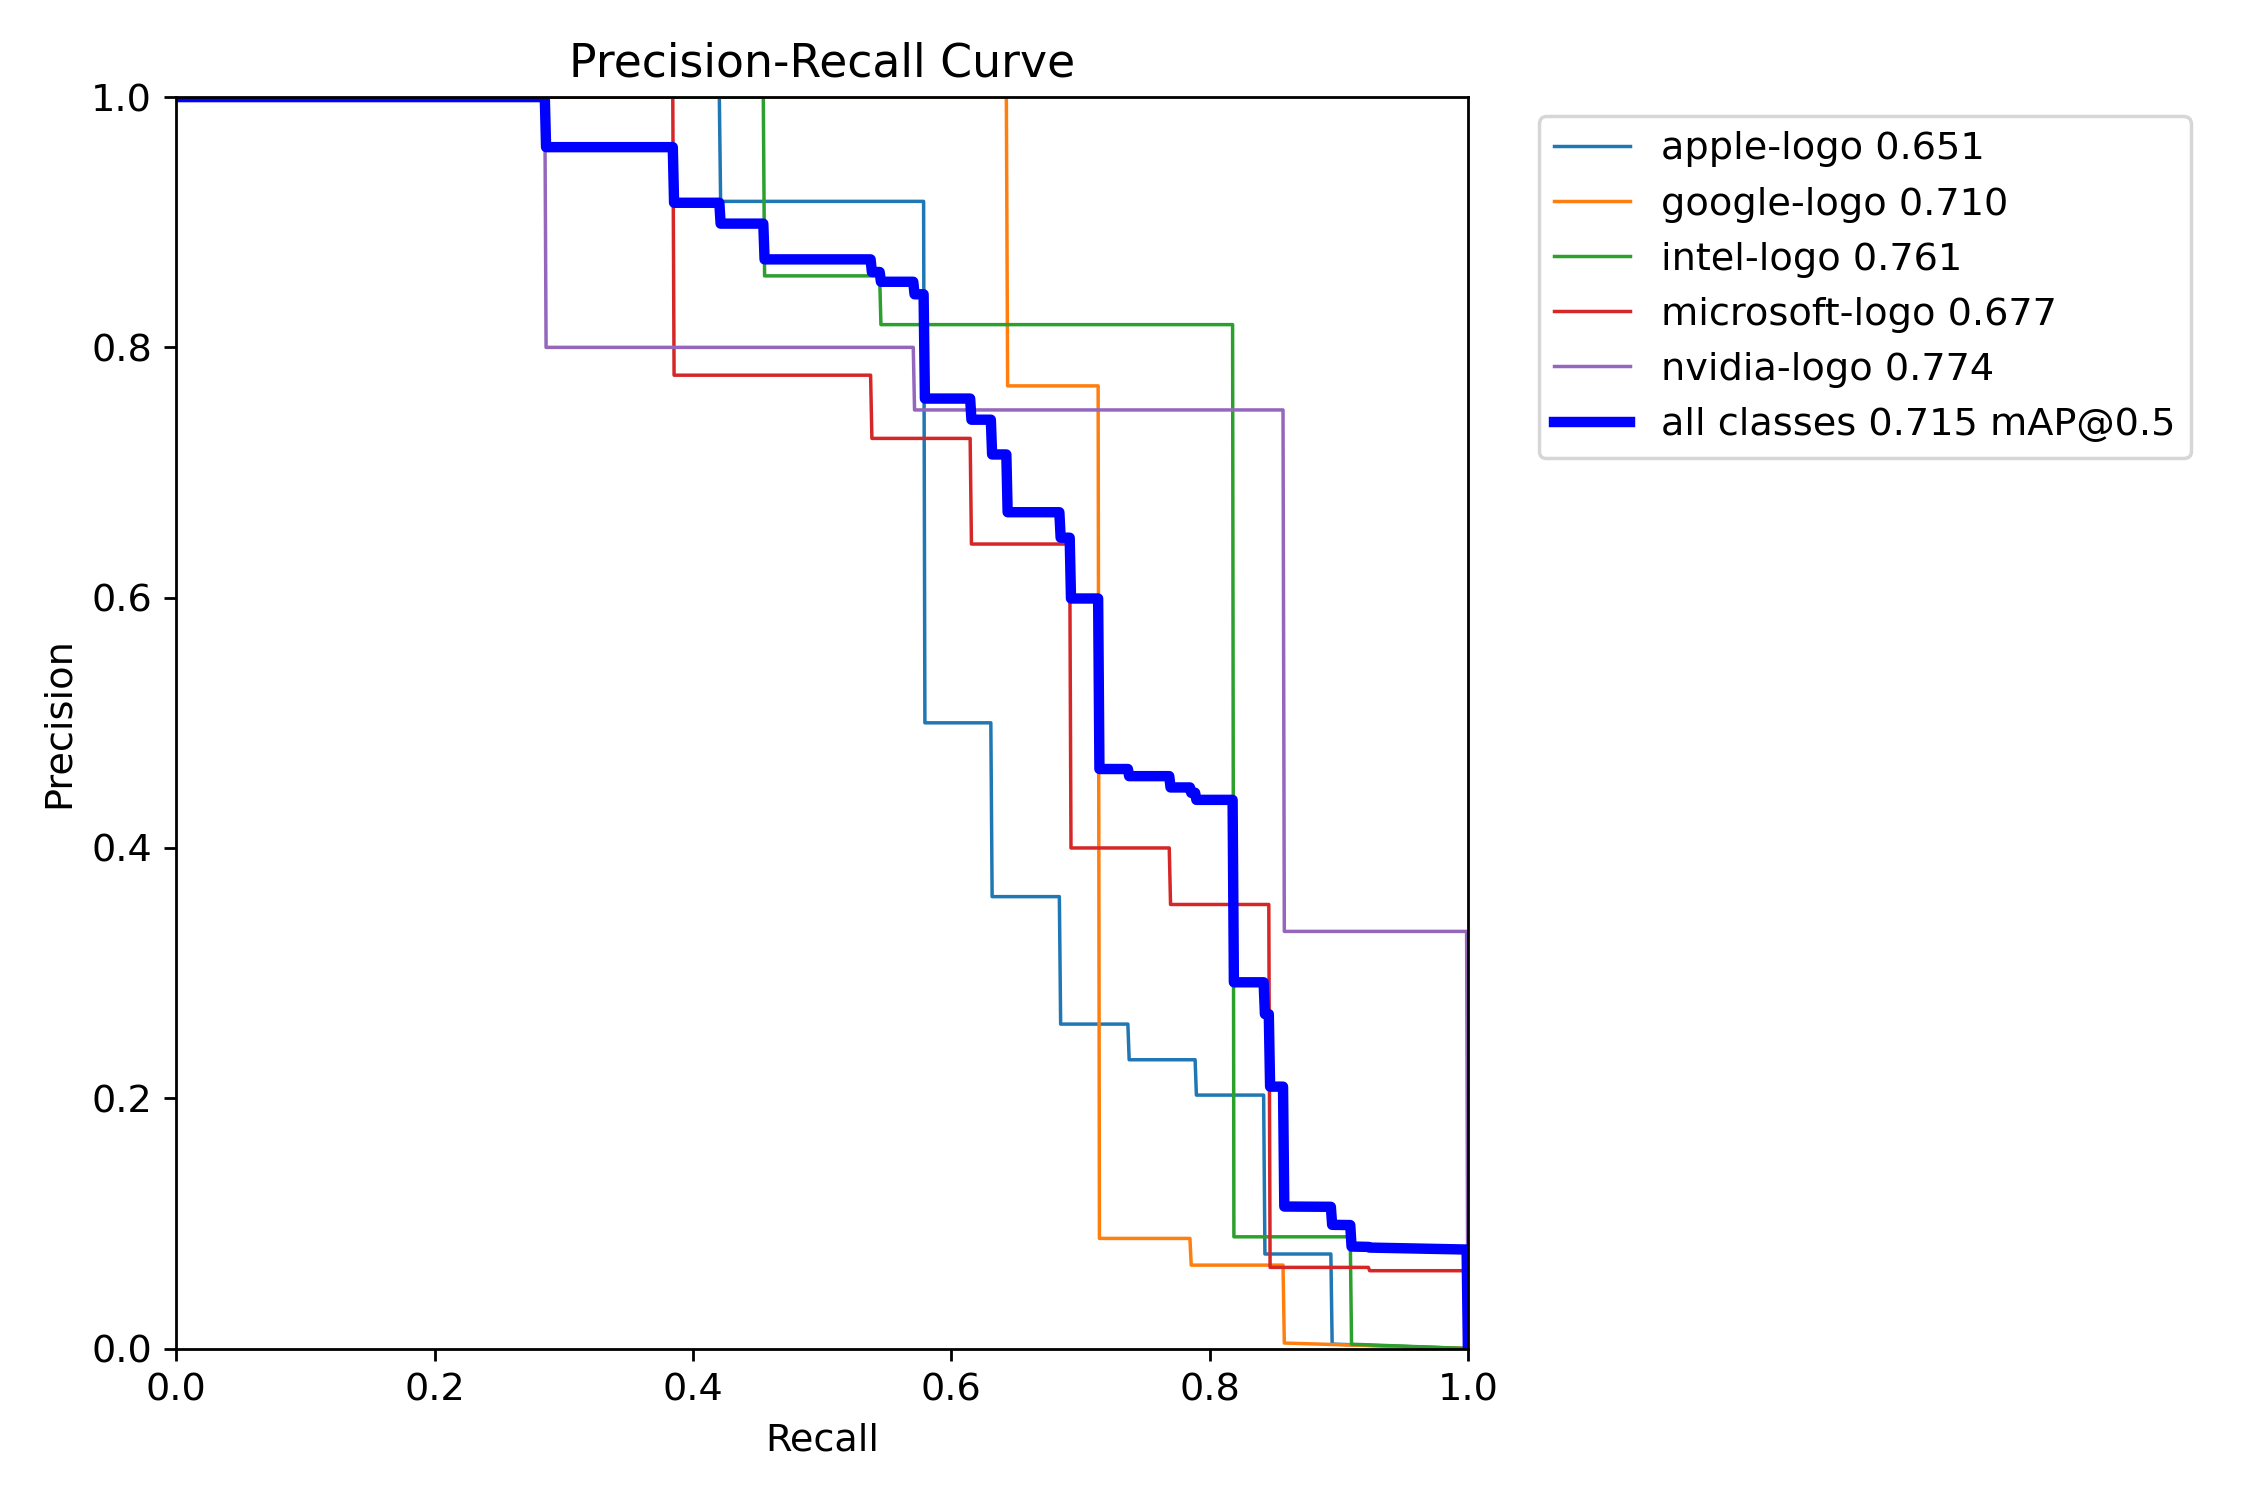 Precision-Recall Curve
1.0
0.8
0.6
0.4
0.2
0.0
Precision
0.0 0.2 0.4 0.6 0.8 1.0
Recall
apple-logo 0.651
google-logo 0.710
intel-logo 0.761
microsoft-logo 0.677
nvidia-logo 0.774
all classes 0.715 mAP@0.5